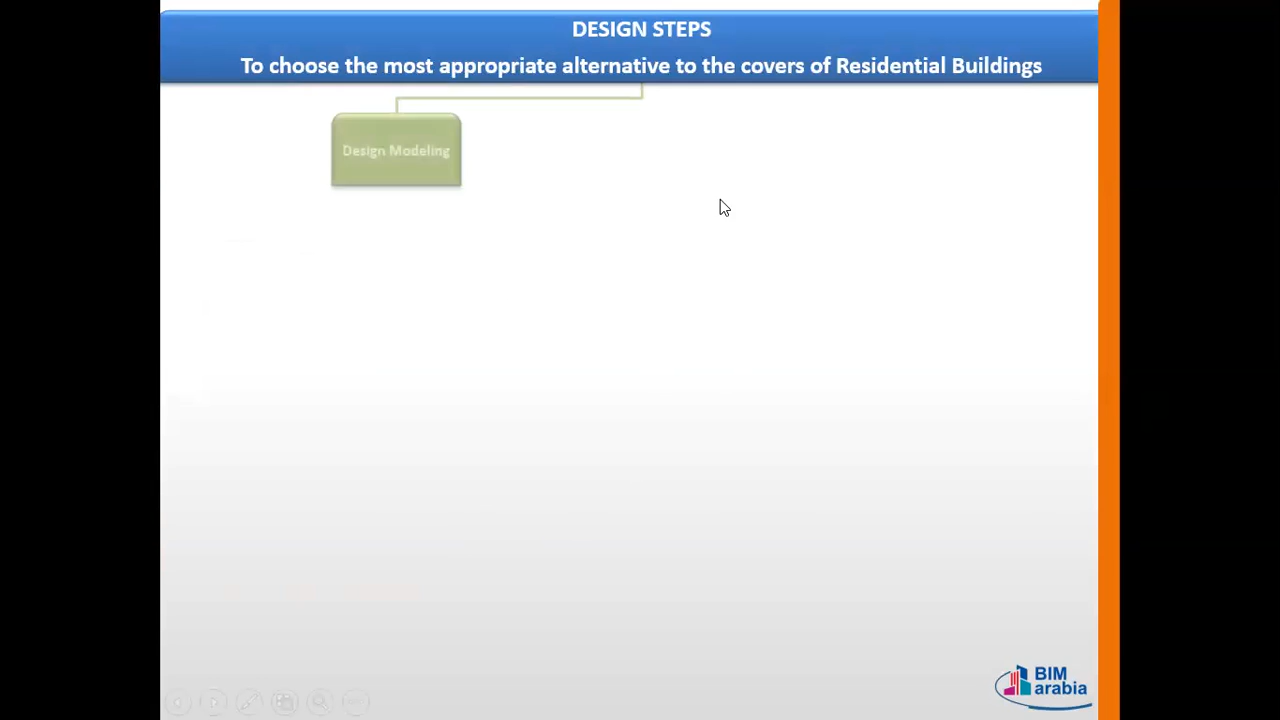 DESIGN STEPS
To choose the most appropriate alternative to the covers of Residential Buildings
Design Modeling
BIM
arabia